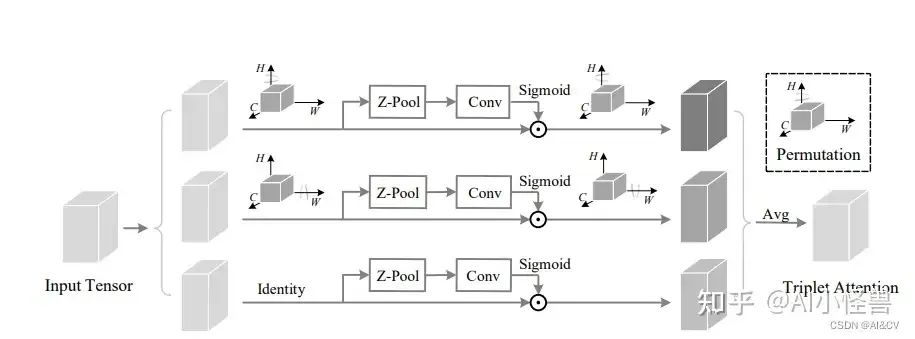 H
C
W
Z-Pool
Conv
Sigmoid
H
C
W
H
C
W
Permutation
H
C
W
Z-Pool
Conv
Sigmoid
H
C
W
Avg
Input Tensor
Identity
Z-Pool
Conv
Sigmoid
Triplet Attention
知乎 @AI小怪兽
CSDN @AI&CV